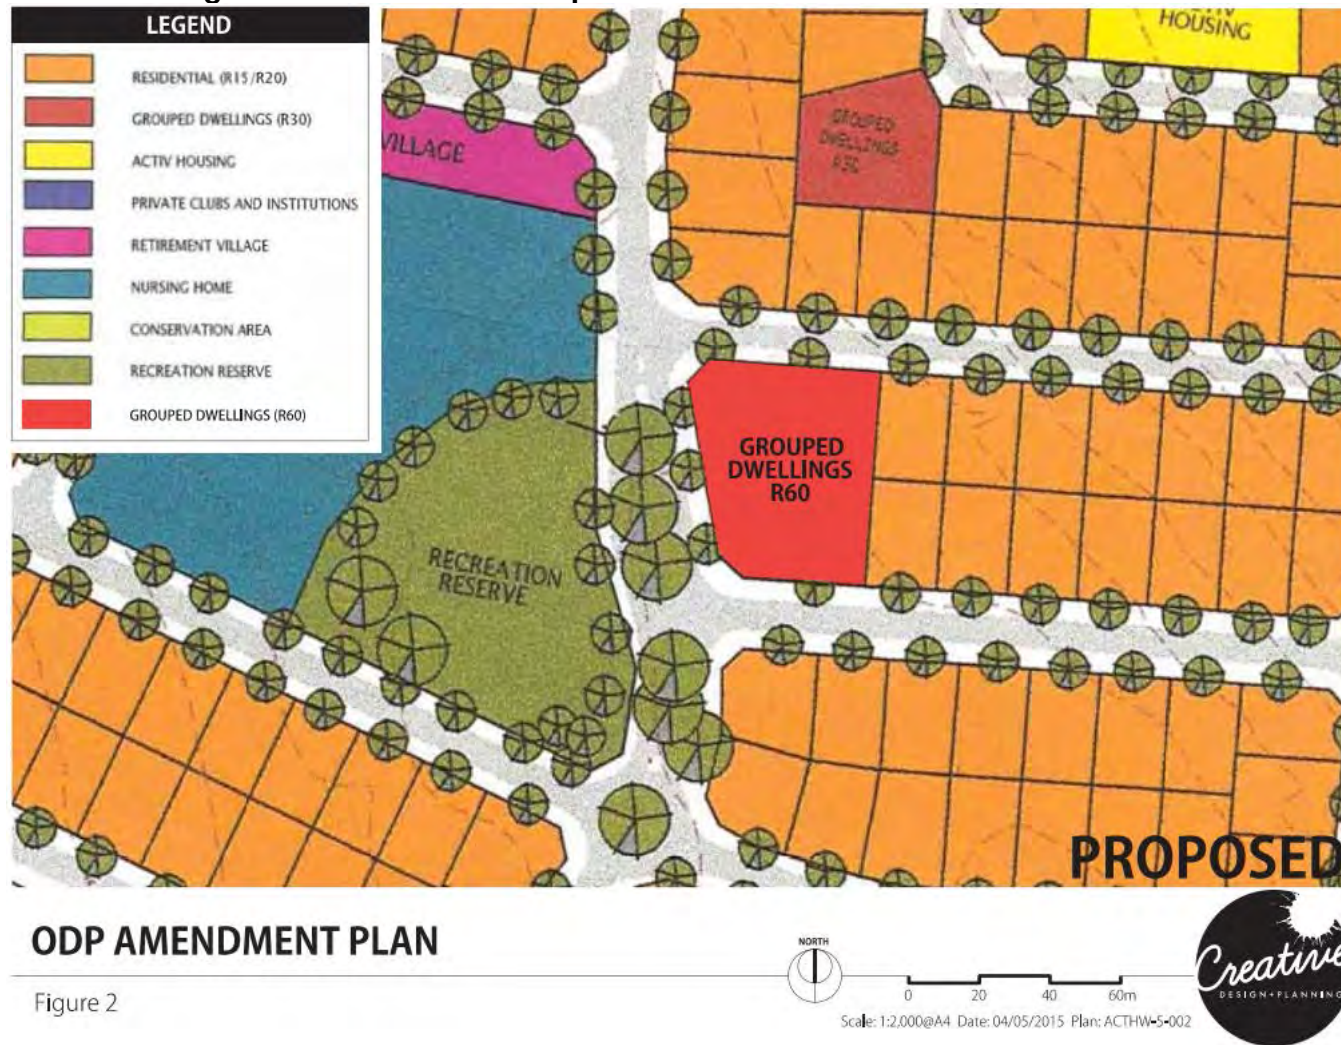 LEGEND
RESIDENTIAL (R15/R20)
GROUPED DWELLINGS (R30)
ACTIV HOUSING
PRIVATE CLUBS AND INSTITUTIONS
RETIREMENT VILLAGE
NURSING HOME
CONSERVATION AREA
RECREATION RESERVE
GROUPED DWELLINGS (R60)
HOUSING
VILLAGE
GROUPED
DWELLINGS
R30
GROUPED
DWELLINGS
R60
RECREATION
RESERVE
PROPOSED
ODP AMENDMENT PLAN
Figure 2
NORTH
0 20 40 60m
Scale: 1:2,000@A4 Date: 04/05/2015 Plan: ACTHW-5-002
Creative
DESIGN+PLANNING